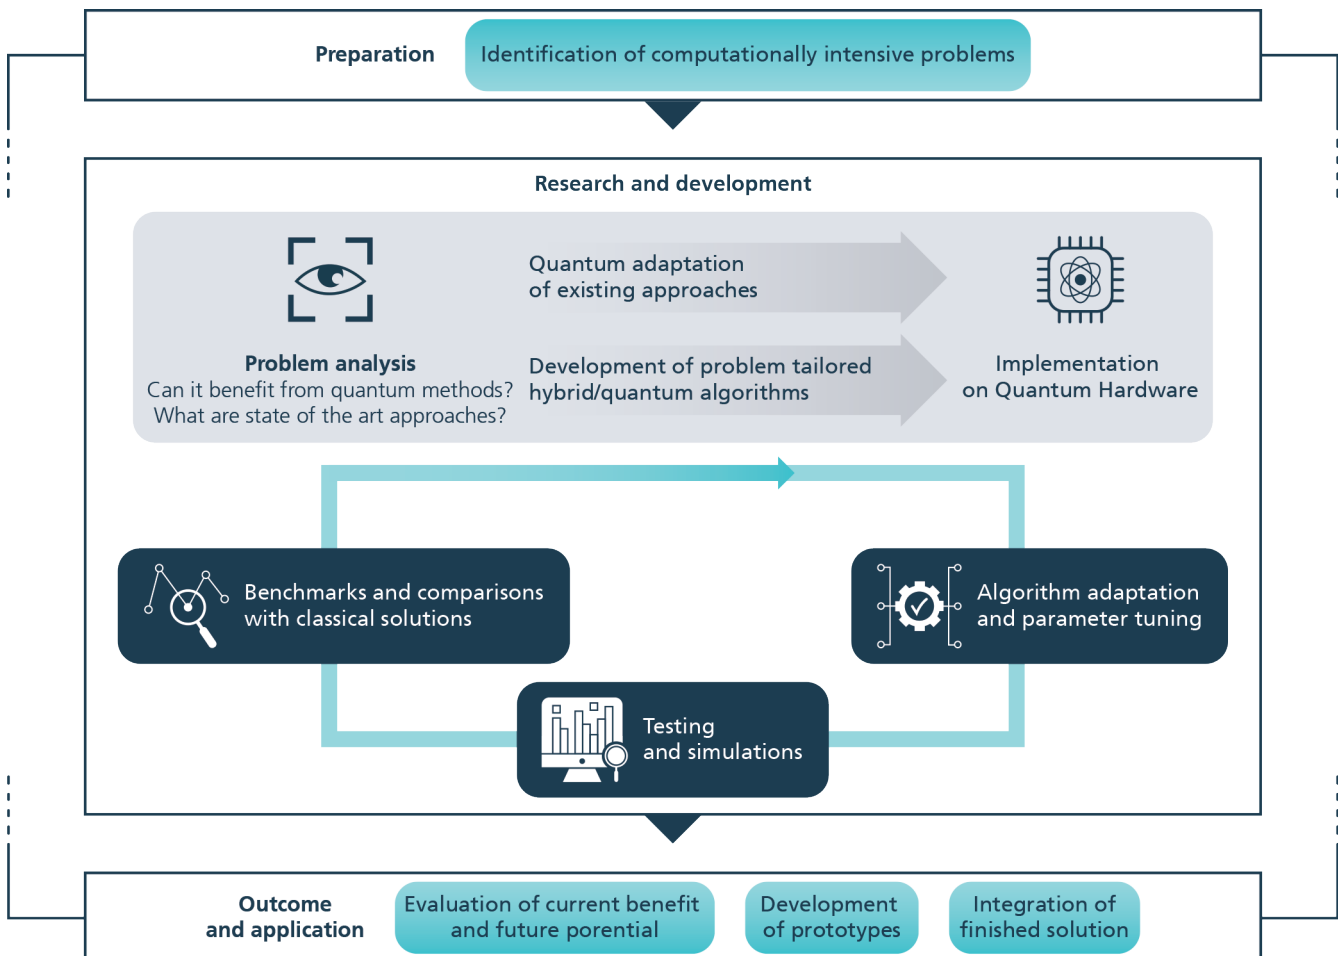 Preparation
Identification of computationally intensive problems
Research and development
Quantum adaptation
of existing approaches
Problem analysis
Can it benefit from quantum methods?
What are state of the art approaches?
Development of problem tailored
hybrid/quantum algorithms
Implementation
on Quantum Hardware
Benchmarks and comparisons
with classical solutions
Algorithm adaptation
and parameter tuning
Testing
and simulations
Outcome
and application
Evaluation of current benefit
and future porential
Development
of prototypes
Integration of
finished solution